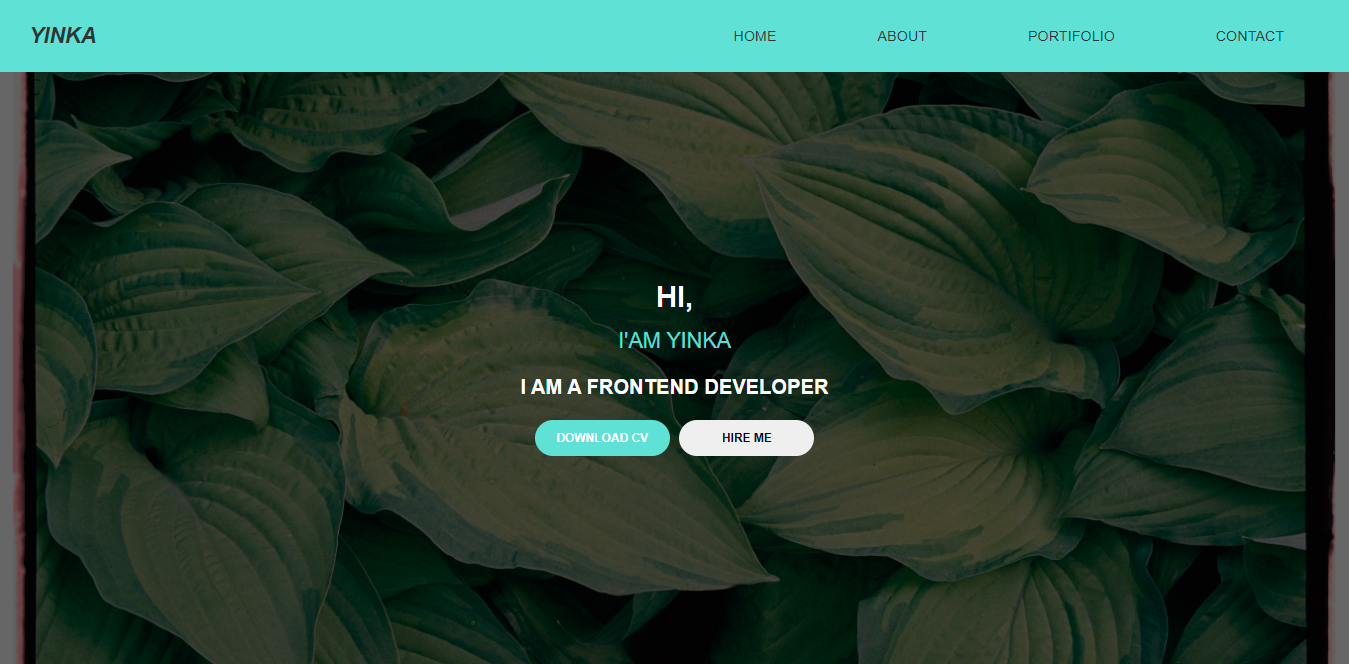 YINKA
HOME ABOUT PORTIFOLIO CONTACT
HI,
I'AM YINKA
I AM A FRONTEND DEVELOPER
DOWNLOAD CV HIRE ME